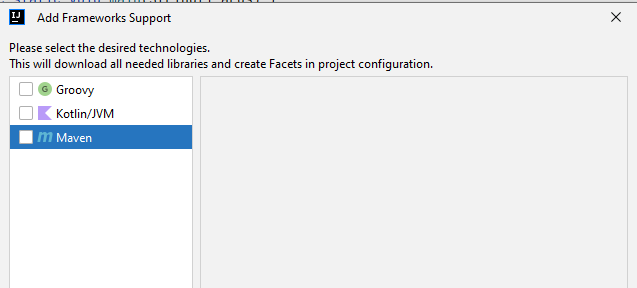 IJ
Add Frameworks Support
Please select the desired technologies.
This will download all needed libraries and create Facets in project configuration.
G Groovy
Kotlin/JVM
m Maven